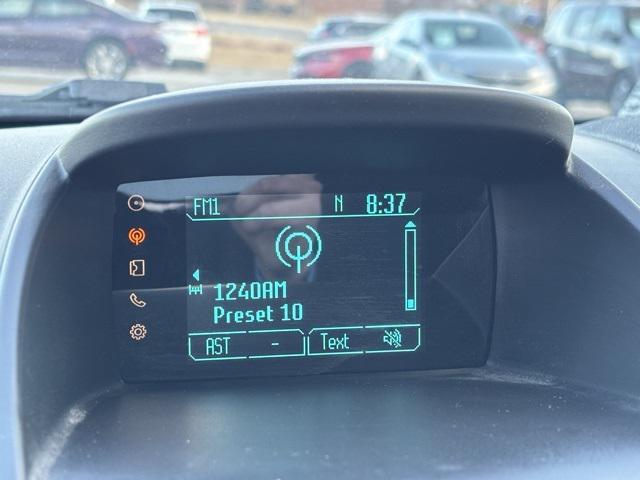 FM1 N 8:37
1240AM
Preset 10
AST - Text